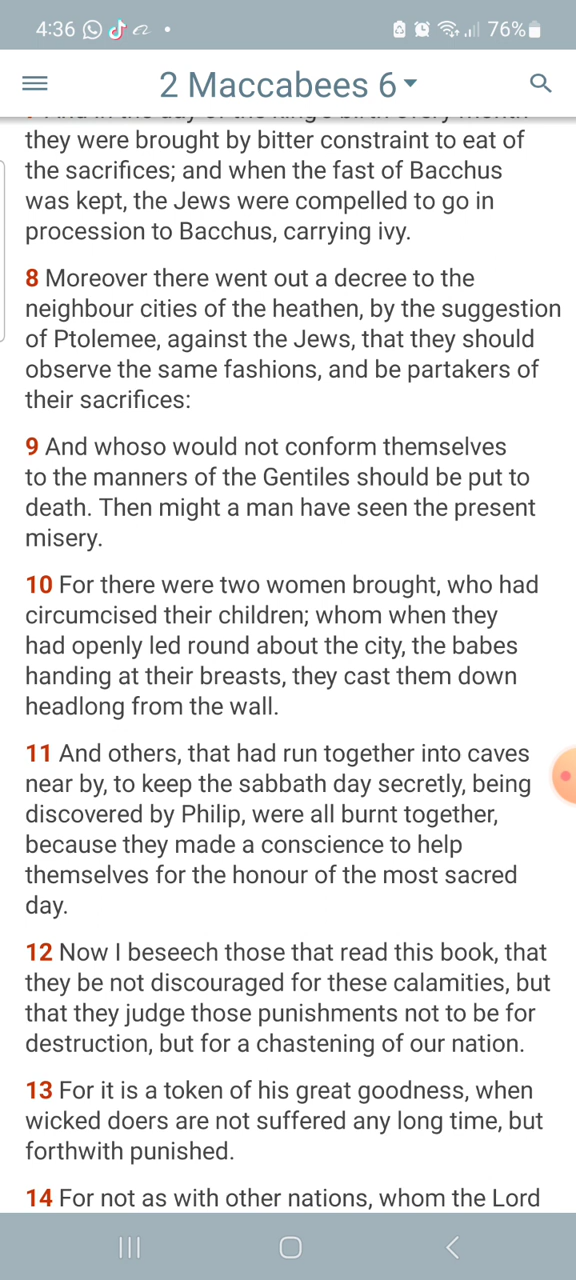 4:36
76%
2 Maccabees 6
they were brought by bitter constraint to eat of
the sacrifices; and when the fast of Bacchus
was kept, the Jews were compelled to go in
procession to Bacchus, carrying ivy.
8 Moreover there went out a decree to the
neighbour cities of the heathen, by the suggestion
of Ptolemee, against the Jews, that they should
observe the same fashions, and be partakers of
their sacrifices:
9 And whoso would not conform themselves
to the manners of the Gentiles should be put to
death. Then might a man have seen the present
misery.
10 For there were two women brought, who had
circumcised their children; whom when they
had openly led round about the city, the babes
handing at their breasts, they cast them down
headlong from the wall.
11 And others, that had run together into caves
near by, to keep the sabbath day secretly, being
discovered by Philip, were all burnt together,
because they made a conscience to help
themselves for the honour of the most sacred
day.
12 Now I beseech those that read this book, that
they be not discouraged for these calamities, but
that they judge those punishments not to be for
destruction, but for a chastening of our nation.
13 For it is a token of his great goodness, when
wicked doers are not suffered any long time, but
forthwith punished.
14 For not as with other nations, whom the Lord